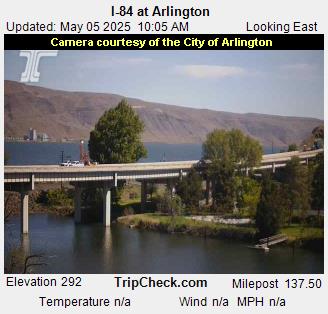 I-84 at Arlington
Updated: May 05 2025 10:05 AM Looking East
Camera courtesy of the City of Arlington
Elevation 292 TripCheck.com Milepost 137.50
Temperature n/a Wind n/a MPH n/a